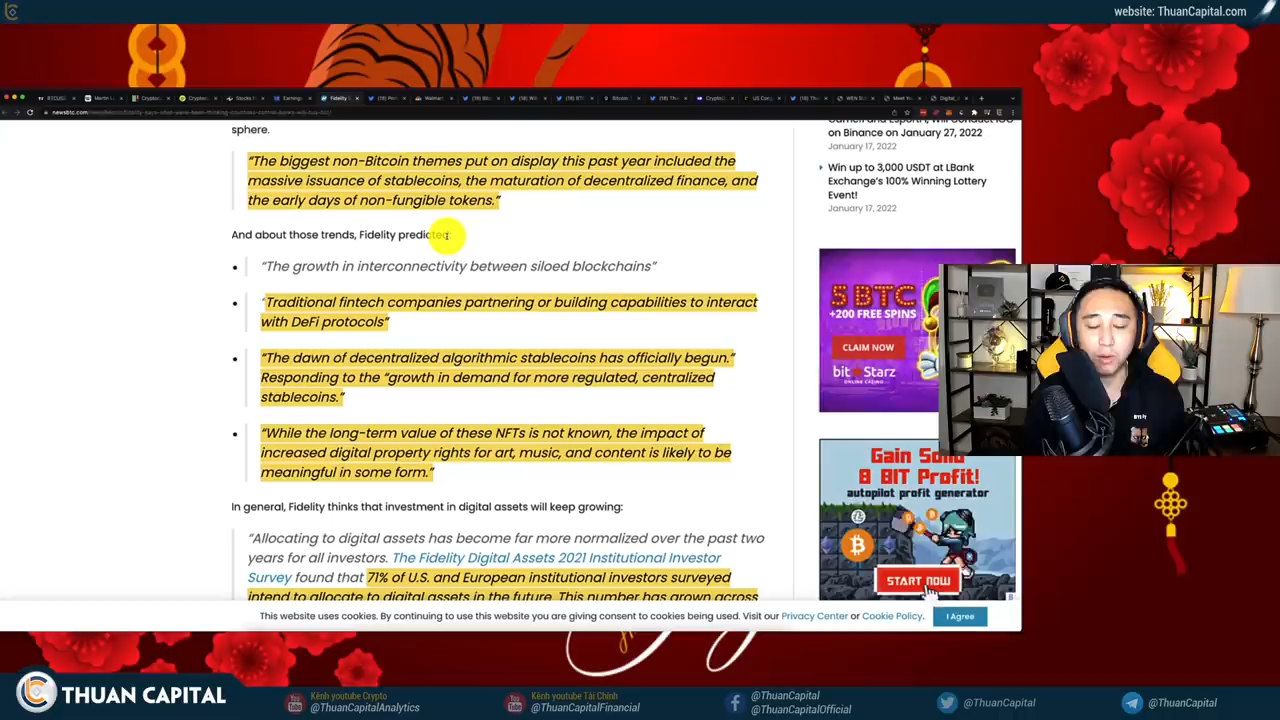 website: ThuanCapital.com
sphere.
“The biggest non-Bitcoin themes put on display this past year included the
massive issuance of stablecoins, the maturation of decentralized finance, and
the early days of non-fungible tokens.”
And about those trends, Fidelity predicted:
“The growth in interconnectivity between siloed blockchains”
“Traditional fintech companies partnering or building capabilities to interact
with DeFi protocols”
“The dawn of decentralized algorithmic stablecoins has officially begun.”
Responding to the “growth in demand for more regulated, centralized
stablecoins.”
“While the long-term value of these NFTs is not known, the impact of
increased digital property rights for art, music, and content is likely to be
meaningful in some form.”
In general, Fidelity thinks that investment in digital assets will keep growing:
“Allocating to digital assets has become far more normalized over the past two
years for all investors. The Fidelity Digital Assets 2021 Institutional Investor
Survey found that 71% of U.S. and European institutional investors surveyed
intend to allocate to digital assets in the future. This number has grown across
on Binance on January 27, 2022
January 17, 2022
Win up to 3,000 USDT at LBank
Exchange’s 100% Winning Lottery
Event!
January 17, 2022
5 BTC
+200 FREE SPINS
CLAIM NOW
bitStarz
ONLINE CASINO
Gain Solid
8 BIT Profit!
autopilot profit generator
START NOW
This website uses cookies. By continuing to use this website you are giving consent to cookies being used. Visit our Privacy Center or Cookie Policy.
I Agree
THUAN CAPITAL
Kênh youtube Crypto
@ThuanCapitalAnalytics
Kênh youtube Tài Chính
@ThuanCapitalFinancial
@ThuanCapital
@ThuanCapitalOfficial
@ThuanCapital
@ThuanCapital